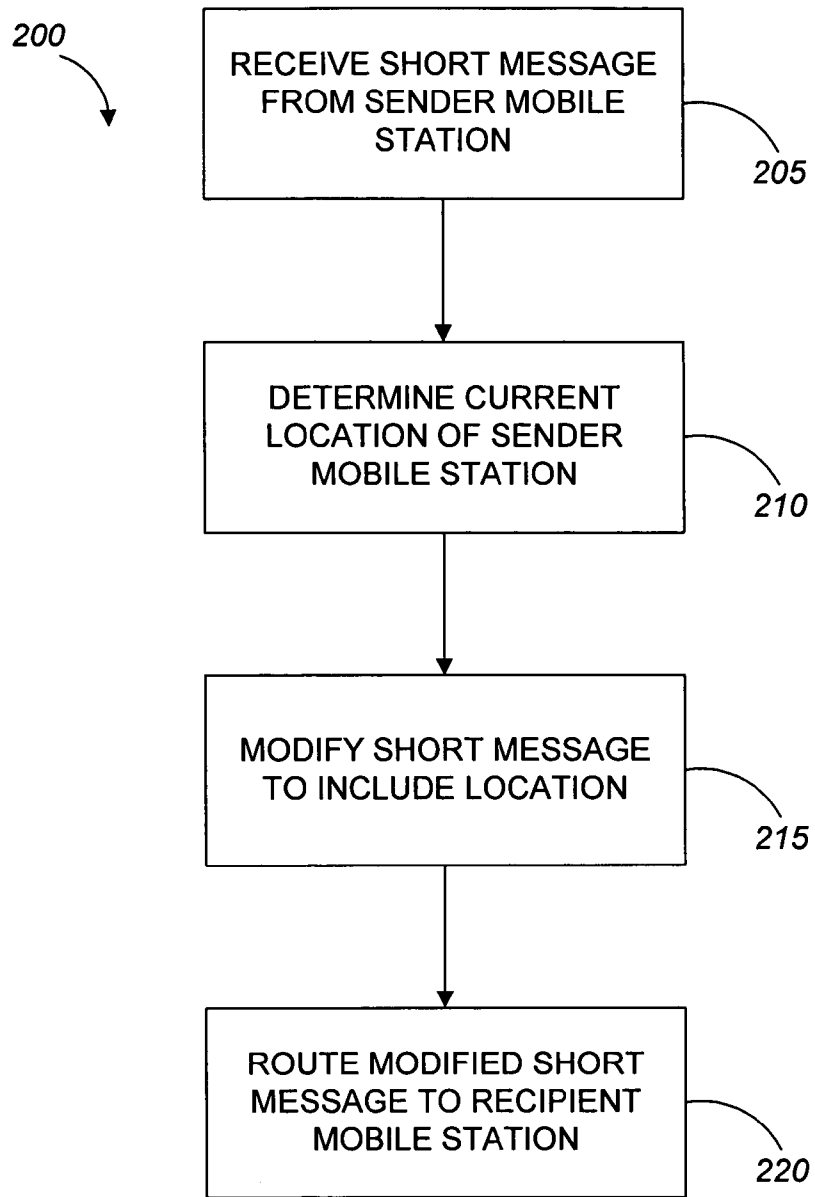 200
RECEIVE SHORT MESSAGE
FROM SENDER MOBILE
STATION
205
DETERMINE CURRENT
LOCATION OF SENDER
MOBILE STATION
210
MODIFY SHORT MESSAGE
TO INCLUDE LOCATION
215
ROUTE MODIFIED SHORT
MESSAGE TO RECIPIENT
MOBILE STATION
220